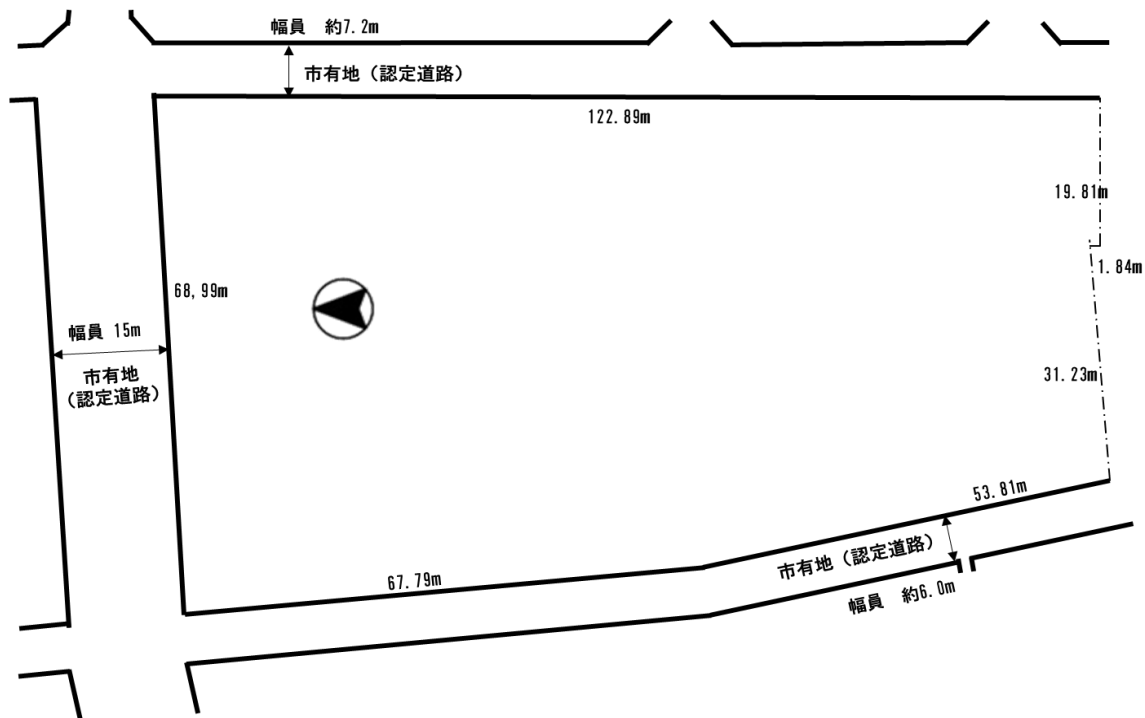 幅員　約7.2m
市有地（認定道路）
122.89m
19.81m
1.84m
68,99m
幅員 15m
市有地
（認定道路）
31.23m
53.81m
市有地（認定道路）
67.79m
幅員　約6.0m